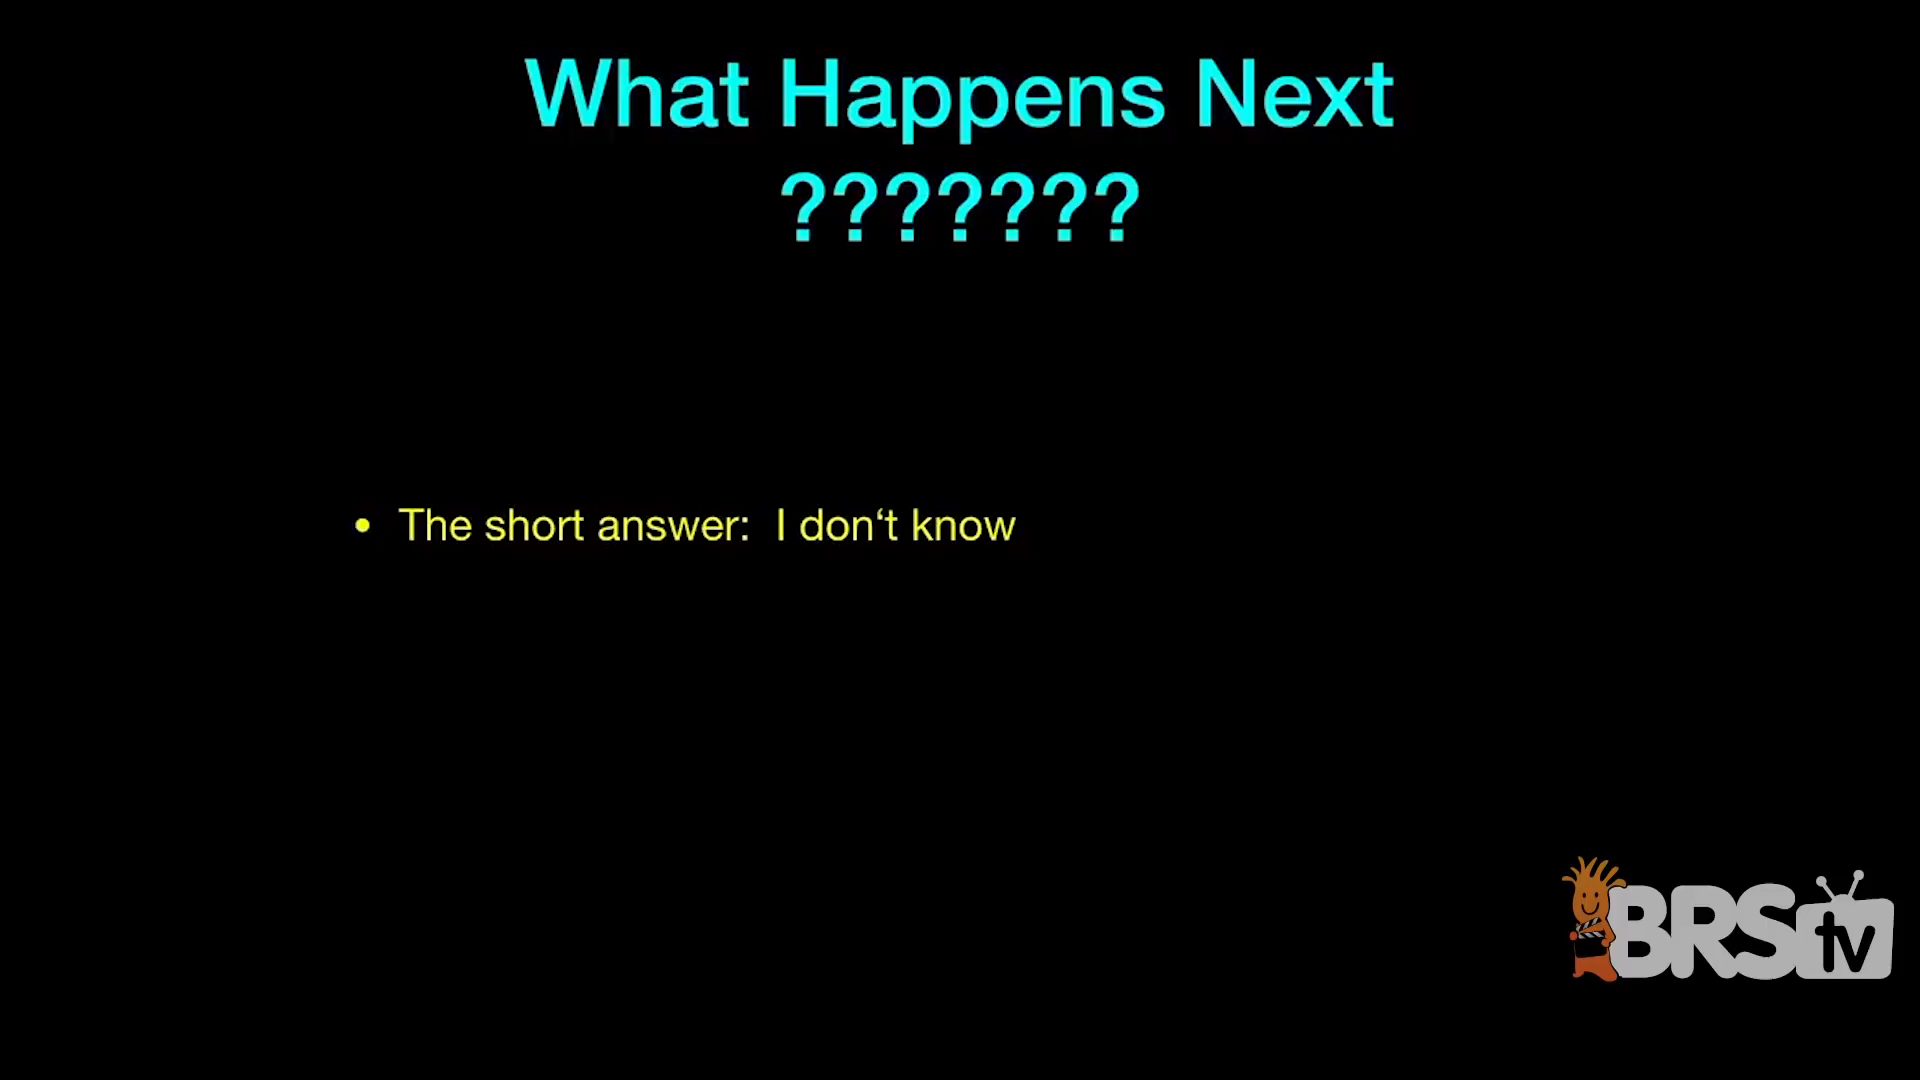 What Happens Next
???????
• The short answer:  I don‘t know
BRStv